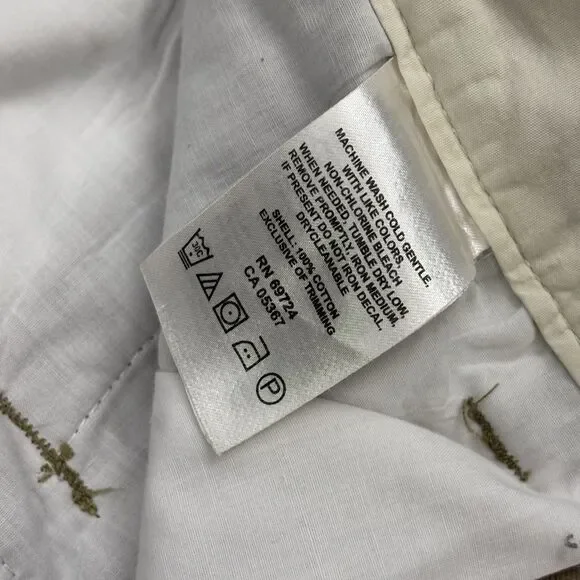 MACHINE WASH COLD GENTLE,
WITH LIKE COLORS,
NON-CHLORINE BLEACH
WHEN NEEDED, TUMBLE DRY LOW,
REMOVE PROMPTLY, IRON MEDIUM,
IF PRESENT DO NOT IRON DECAL,
DRYCLEANABLE
SHELL: 100% COTTON
EXCLUSIVE OF TRIMMING
RN 69724
CA 05367
30C
P